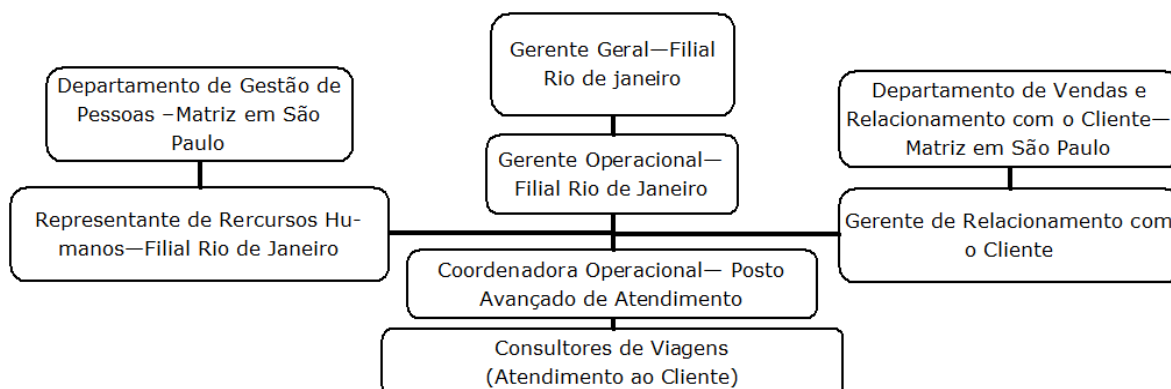 Gerente Geral—Filial
Rio de janeiro
Departamento de Gestão de
Pessoas –Matriz em São
Paulo
Departamento de Vendas e
Relacionamento com o Cliente—
Matriz em São Paulo
Gerente Operacional—
Filial Rio de Janeiro
Representante de Rercursos Hu-
manos—Filial Rio de Janeiro
Gerente de Relacionamento com
o Cliente
Coordenadora Operacional— Posto
Avançado de Atendimento
Consultores de Viagens
(Atendimento ao Cliente)